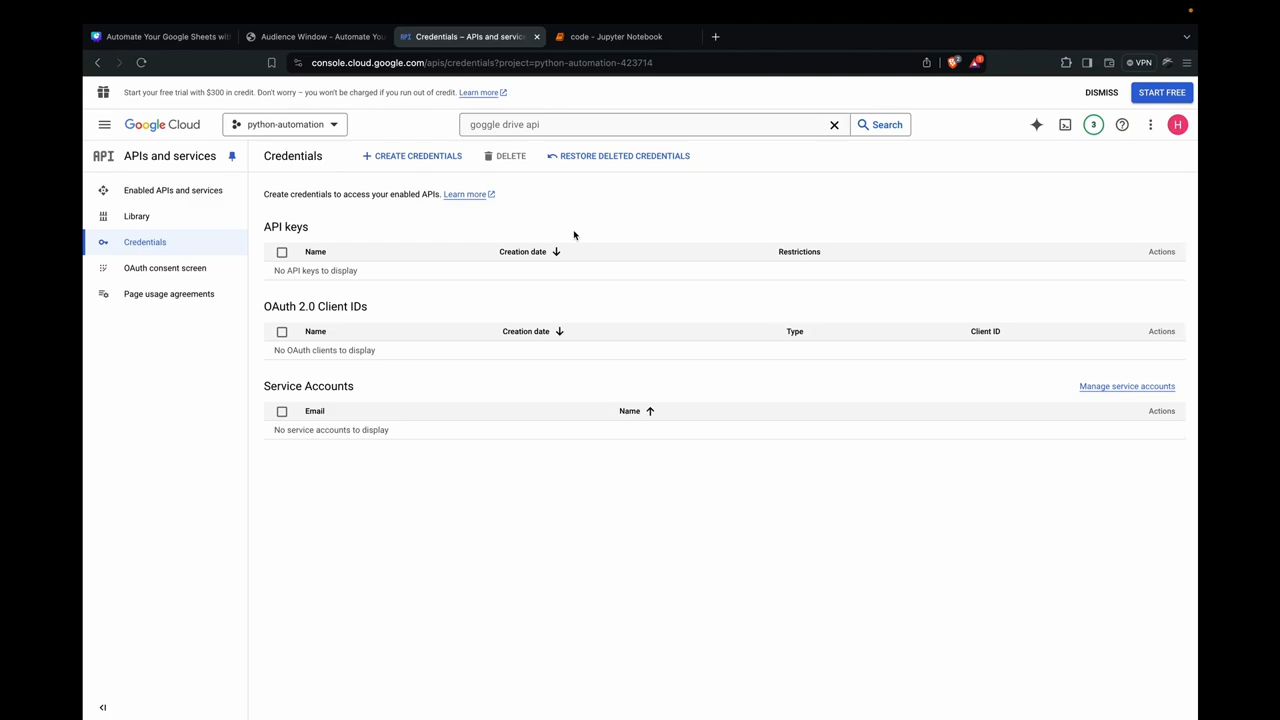 Automate Your Google Sheets with
Audience Window - Automate You
Credentials – APIs and service
code - Jupyter Notebook
console.cloud.google.com/apis/credentials?project=python-automation-423714
2
1
VPN
Start your free trial with $300 in credit. Don't worry – you won't be charged if you run out of credit. Learn more
DISMISS
START FREE
Google Cloud
python-automation
goggle drive api
Search
3
H
API
APIs and services
Credentials
CREATE CREDENTIALS
DELETE
RESTORE DELETED CREDENTIALS
Enabled APIs and services
Library
Credentials
OAuth consent screen
Page usage agreements
Create credentials to access your enabled APIs. Learn more
API keys
Name
Creation date
Restrictions
Actions
No API keys to display
OAuth 2.0 Client IDs
Name
Creation date
Type
Client ID
Actions
No OAuth clients to display
Service Accounts
Manage service accounts
Email
Name
Actions
No service accounts to display